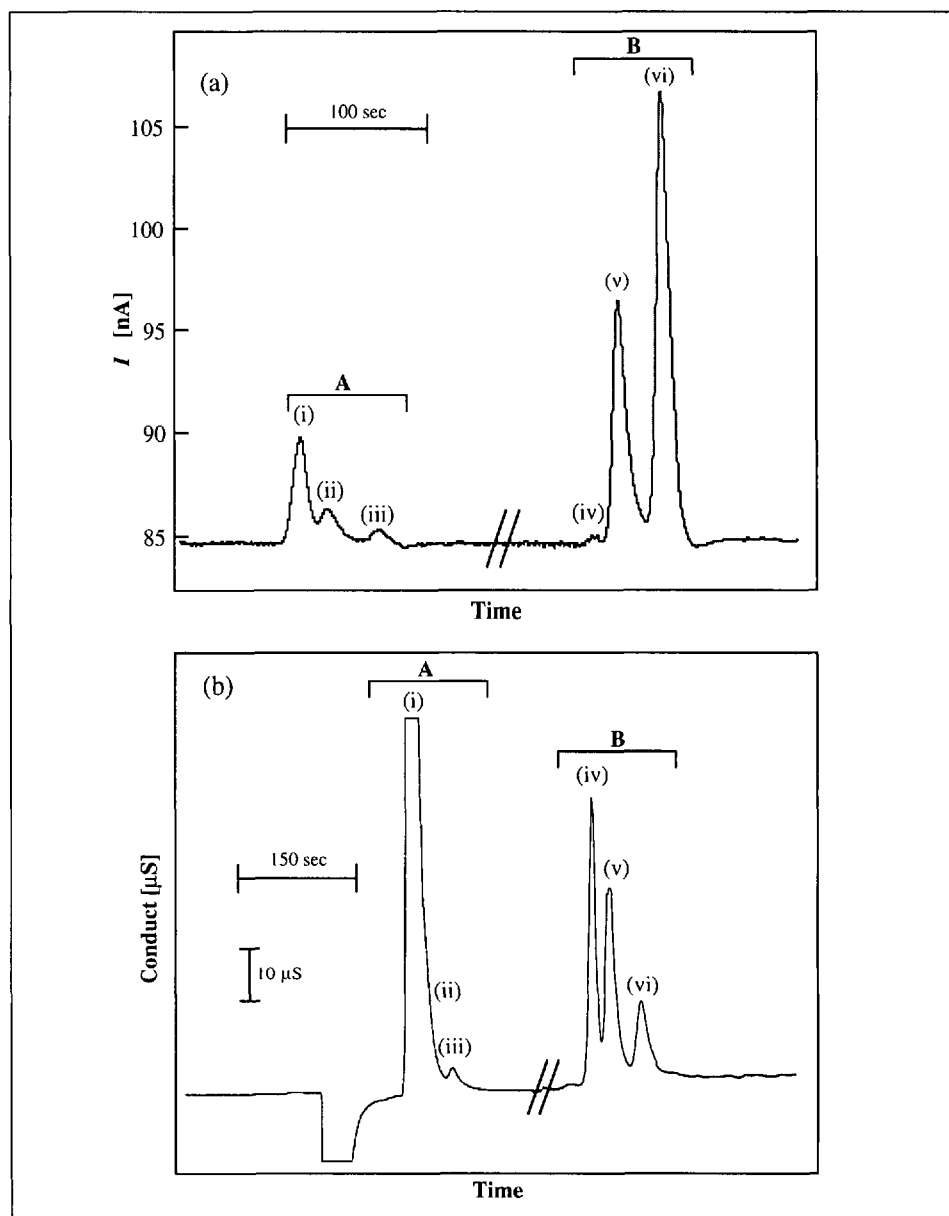 (a)
B
(vi)
100 sec
105
100
(v)
95
A
(i)
90
(ii)
(iii)
(iv)
85
I [nA]
Time
(b)
A
(i)
B
(iv)
150 sec
(v)
10 µS
(ii)
(vi)
(iii)
Conduct [µS]
Time